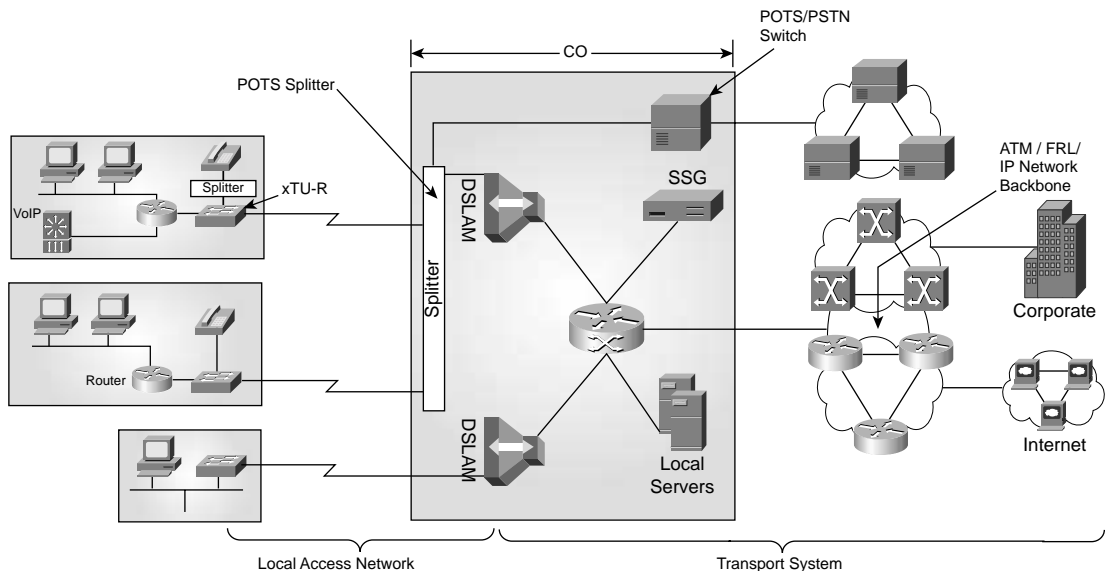 POTS/PSTN
Switch
CO
POTS Splitter
ATM / FRL/
IP Network
Backbone
Splitter
xTU-R
VoIP
DSLAM
SSG
Splitter
Corporate
Router
DSLAM
Local
Servers
Internet
Local Access Network
Transport System